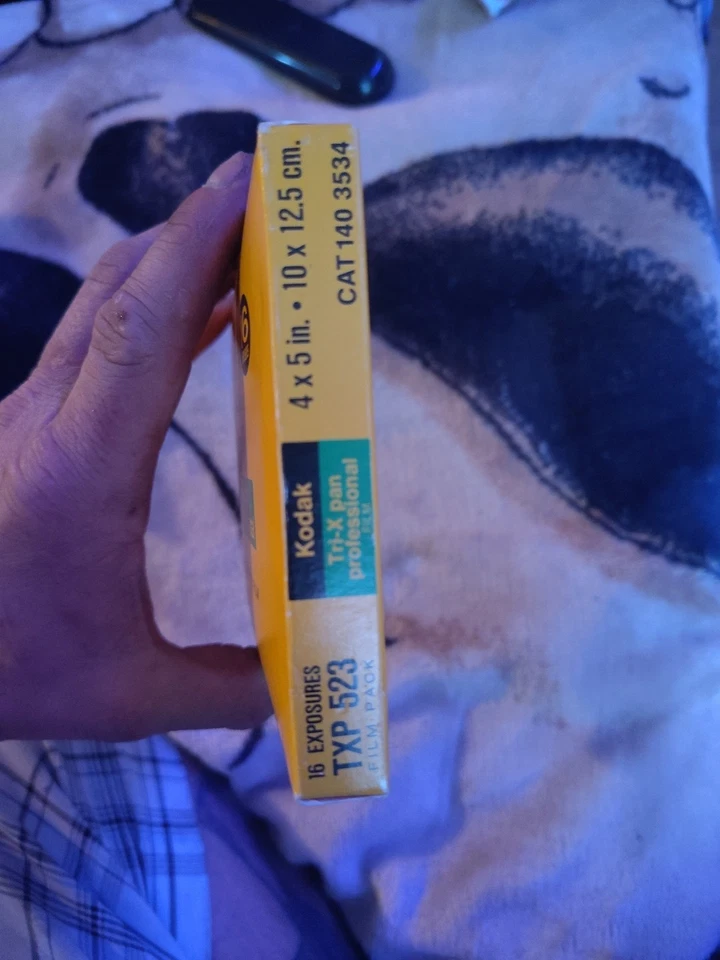 4 x 5 in. • 10 x 12.5 cm.
CAT 140 3534
Kodak
Tri-X pan
professional
FILM
16 EXPOSURES
TXP 523
FILM PACK